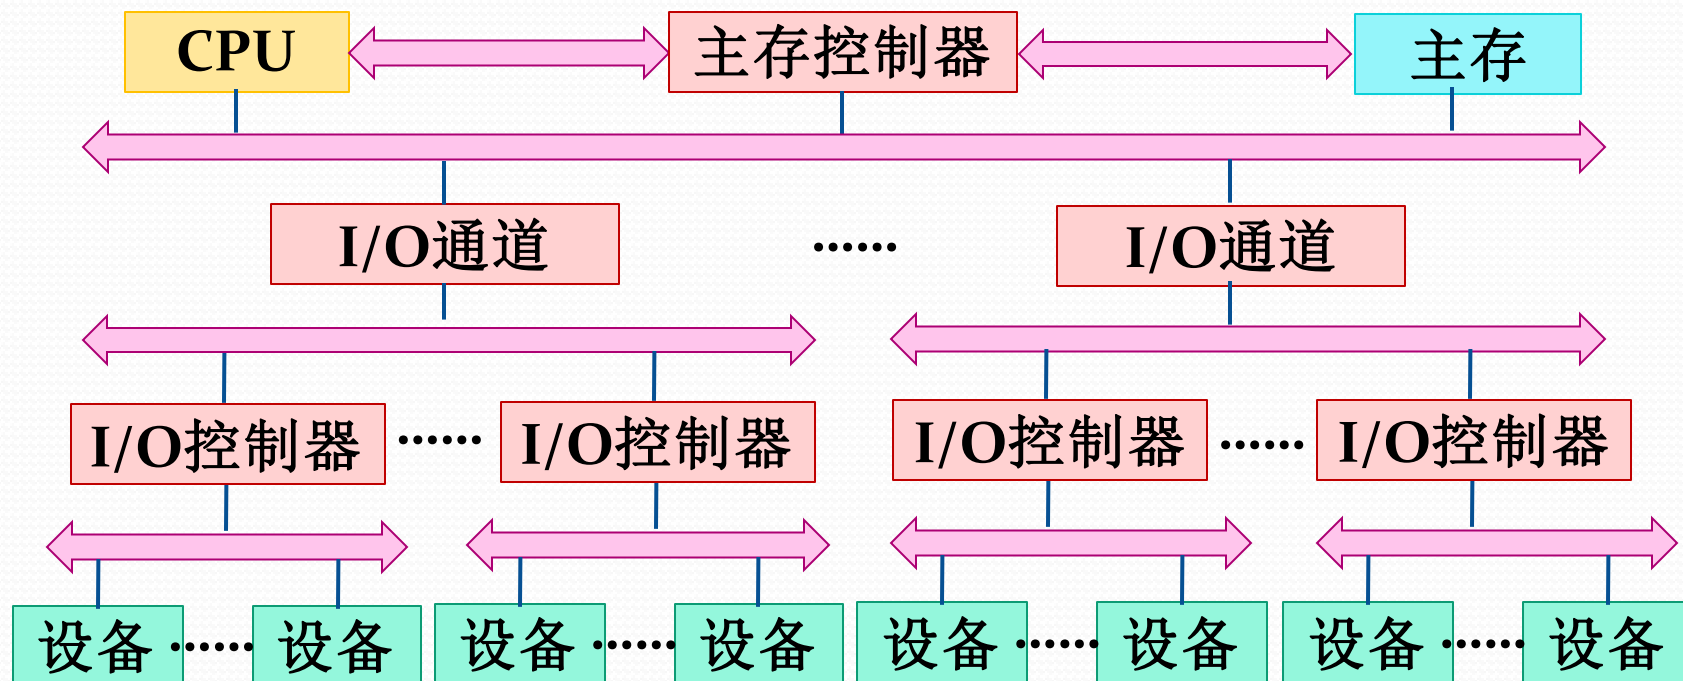 CPU 主存控制器 主存
I/O通道 ······ I/O通道
I/O控制器 ······ I/O控制器 I/O控制器 ······ I/O控制器
设备 ······ 设备 设备 ······ 设备 设备 ······ 设备 设备 ······ 设备